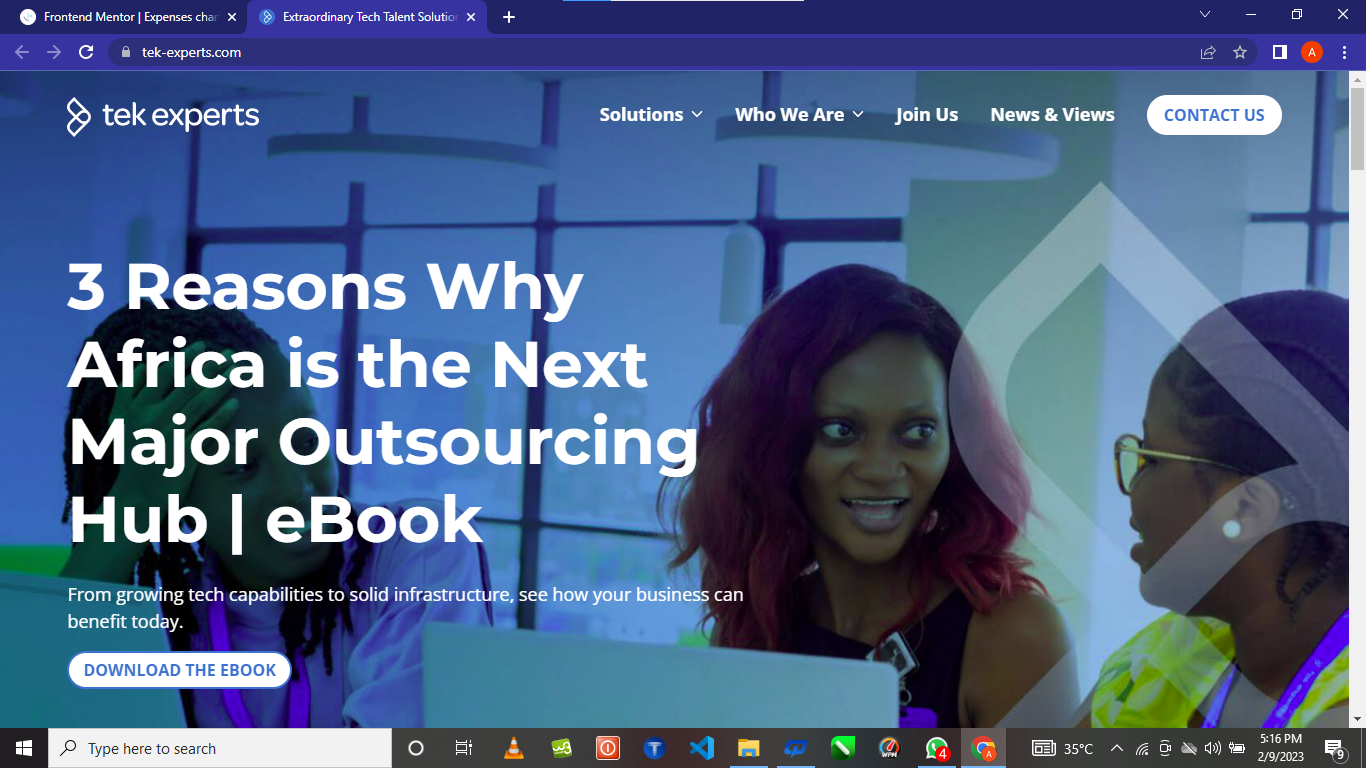 Frontend Mentor | Expenses char
Extraordinary Tech Talent Solution
tek-experts.com
A
tek experts
Solutions
Who We Are
Join Us
News & Views
CONTACT US
3 Reasons Why
Africa is the Next
Major Outsourcing
Hub | eBook
From growing tech capabilities to solid infrastructure, see how your business can
benefit today.
DOWNLOAD THE EBOOK
Type here to search
T
WPM
4
A
35°C
5:16 PM
2/9/2023
9